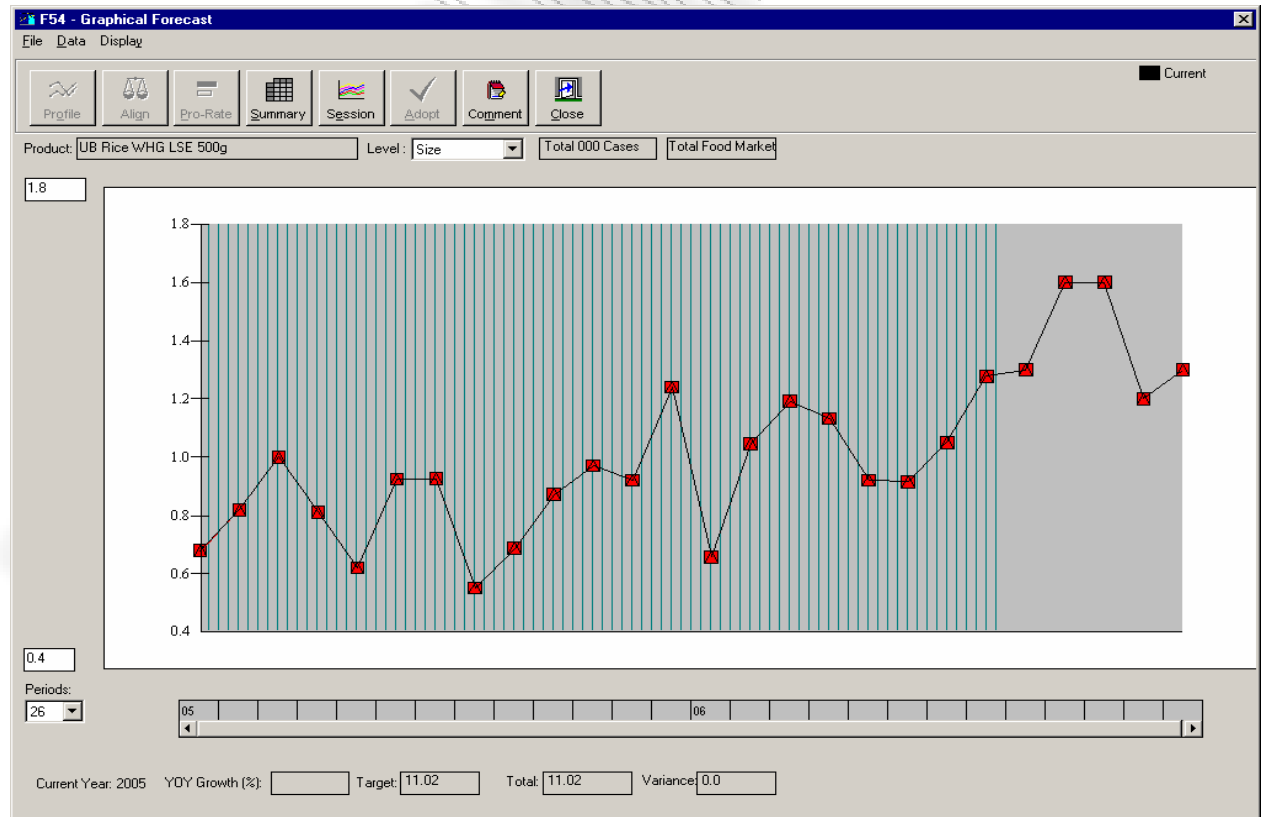 F54 - Graphical Forecast
File Data Display
Profile Align Pro-Rate Summary Session Adopt Comment Close
Current
Product: UB Rice WHG LSE 500g Level : Size Total 000 Cases Total Food Market
1.8
1.8
1.6
1.4
1.2
1.0
0.8
0.6
0.4
0.4
Periods:
26
05 06
Current Year: 2005 YOY Growth (%): Target: 11.02 Total: 11.02 Variance: 0.0